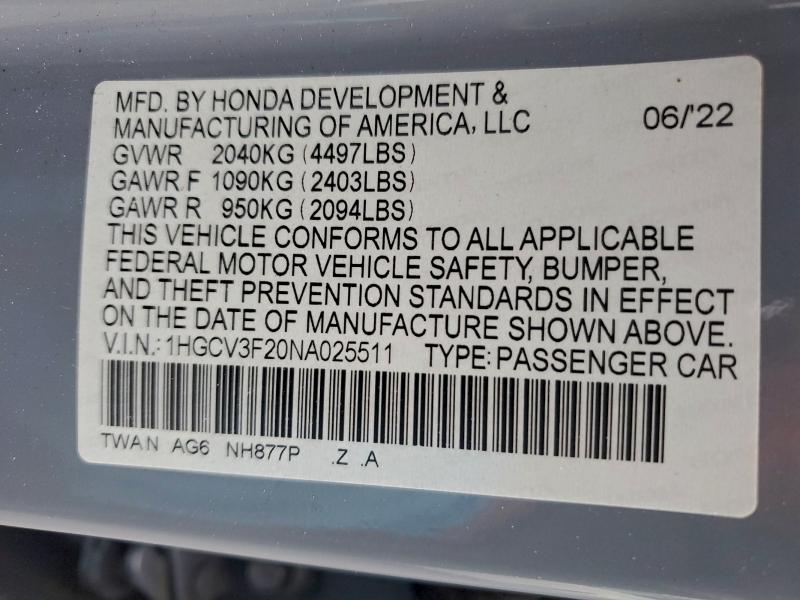 MFD. BY HONDA DEVELOPMENT &
MANUFACTURING OF AMERICA, LLC 06/'22
GVWR 2040KG (4497LBS)
GAWR F 1090KG (2403LBS)
GAWR R 950KG (2094LBS)
THIS VEHICLE CONFORMS TO ALL APPLICABLE
FEDERAL MOTOR VEHICLE SAFETY, BUMPER,
AND THEFT PREVENTION STANDARDS IN EFFECT
ON THE DATE OF MANUFACTURE SHOWN ABOVE.
V.I.N.: 1HGCV3F20NA025511 TYPE: PASSENGER CAR
TWAN AG6 NH877P .Z .A